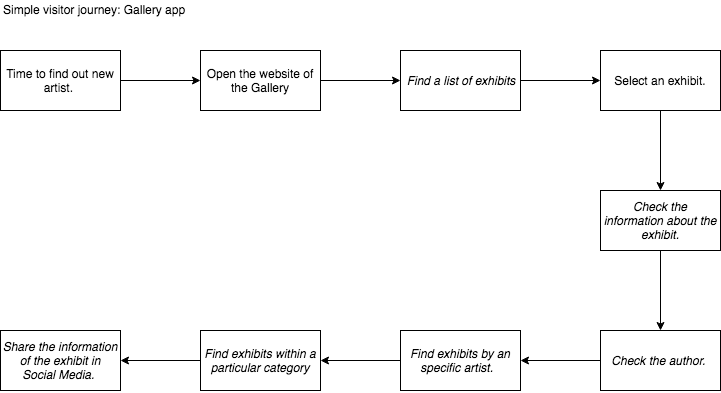 Simple visitor journey: Gallery app
Time to find out new
artist.
Open the website of
the Gallery
Find a list of exhibits
Select an exhibit.
Check the
information about the
exhibit.
Check the author.
Find exhibits by an
specific artist.
Find exhibits within a
particular category
Share the information
of the exhibit in
Social Media.